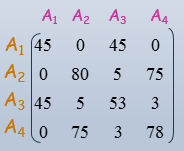 A₁ A₂ A₃ A₄
A₁ 45 0 45 0
A₂ 0 80 5 75
A₃ 45 5 53 3
A₄ 0 75 3 78